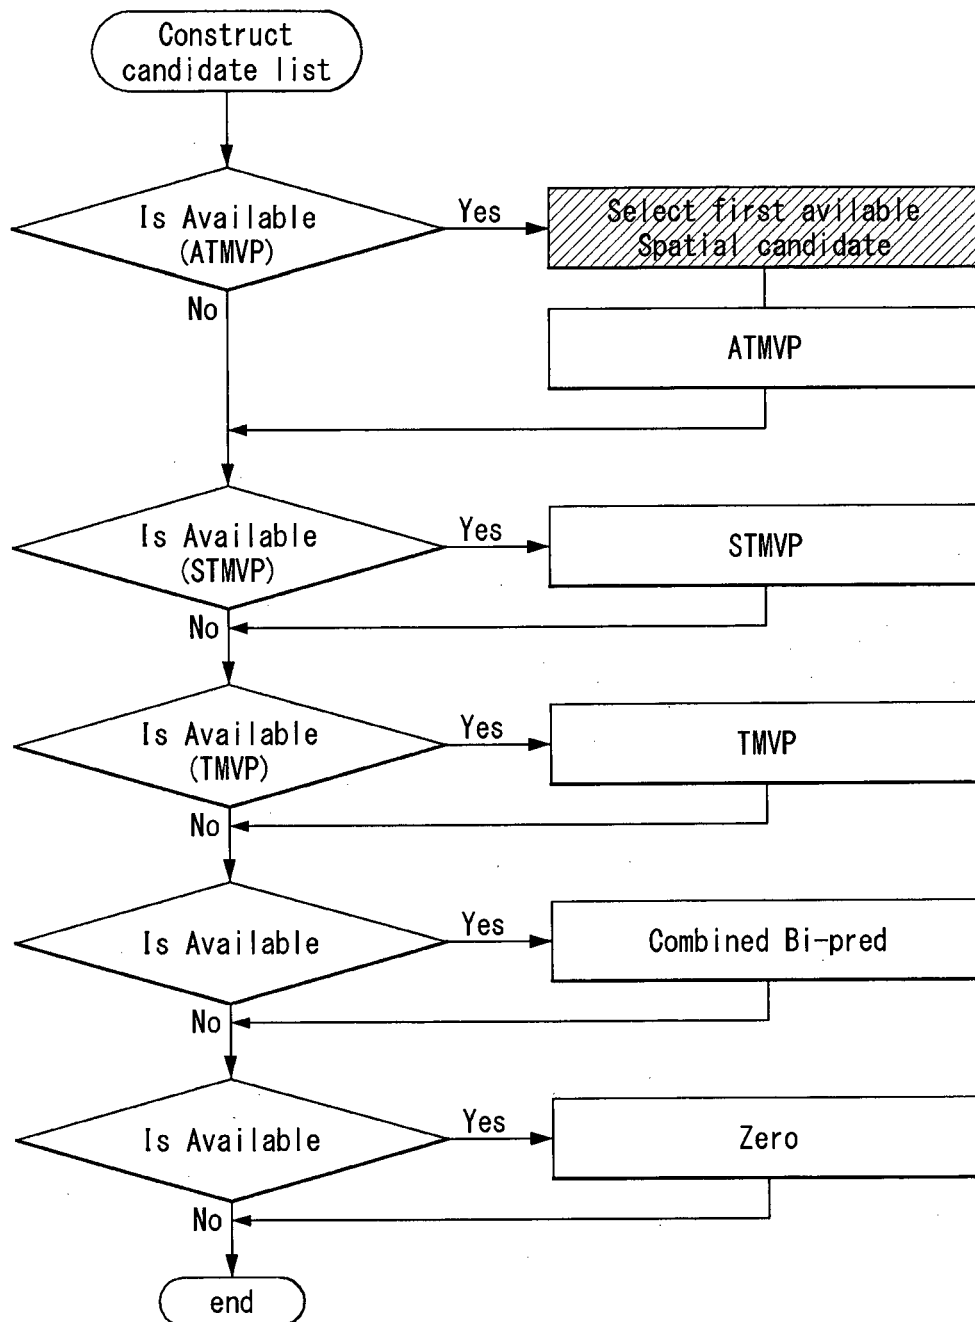 Construct
candidate list
Is Available
(ATMVP)
Yes
Select first avilable
Spatial candidate
No
ATMVP
Is Available
(STMVP)
Yes
STMVP
No
Is Available
(TMVP)
Yes
TMVP
No
Is Available
Yes
Combined Bi-pred
No
Is Available
Yes
Zero
No
end